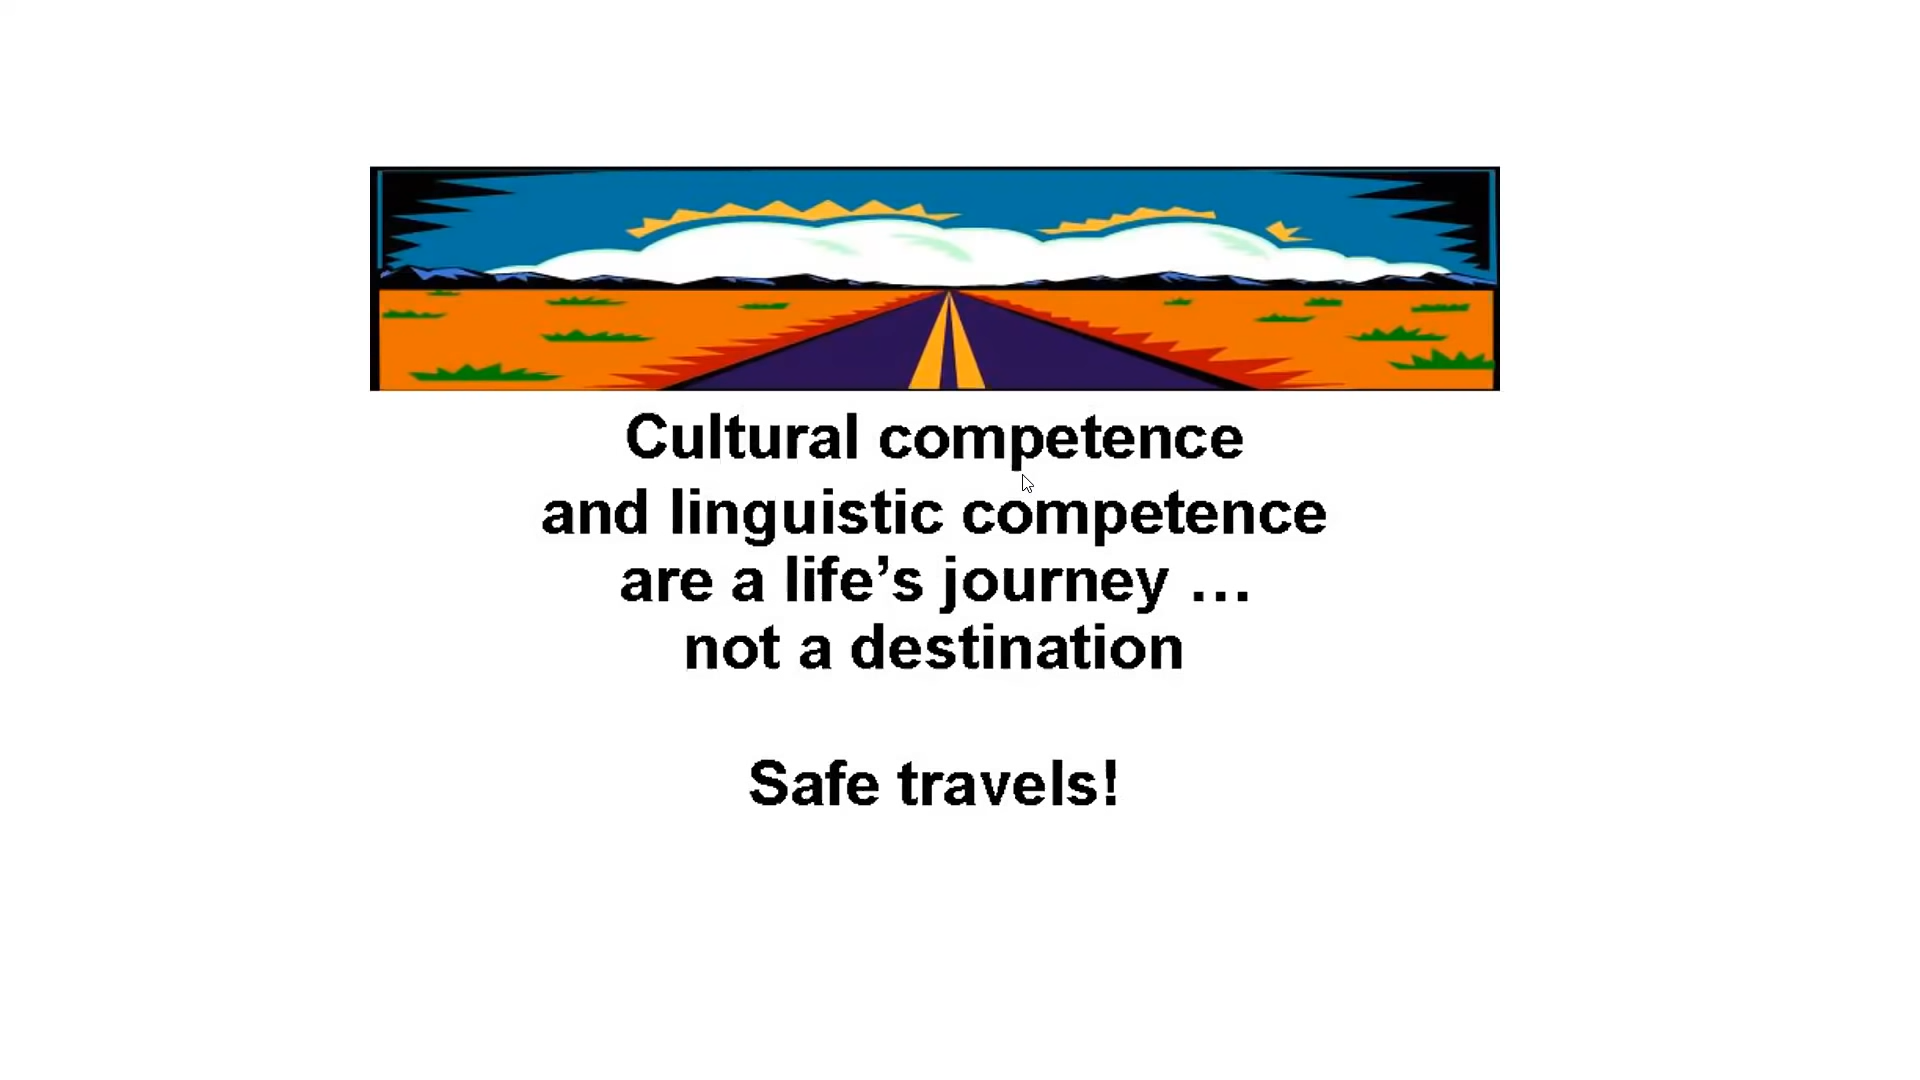 Cultural competence
and linguistic competence
are a life’s journey …
not a destination
Safe travels!